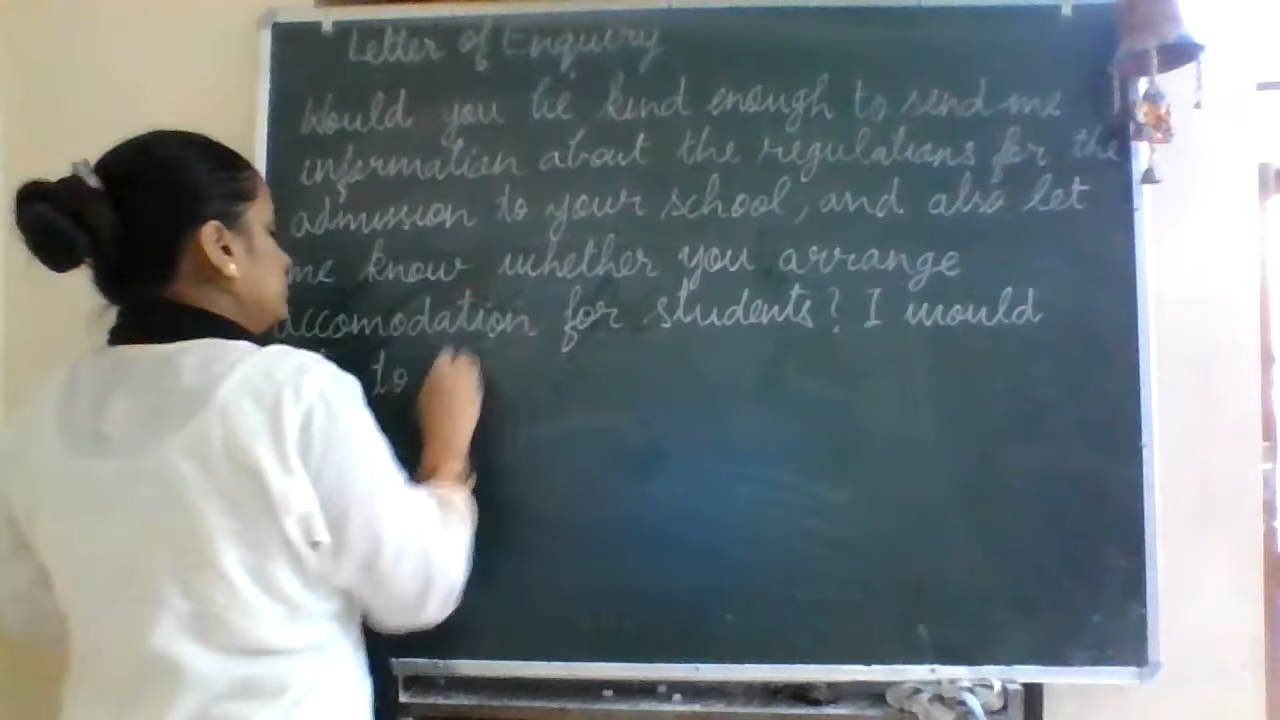 Letter of Enquiry
Would you be kind enough to send me
information about the regulations for the
admission to your school, and also let
me know whether you arrange
accomodation for students? I would
to